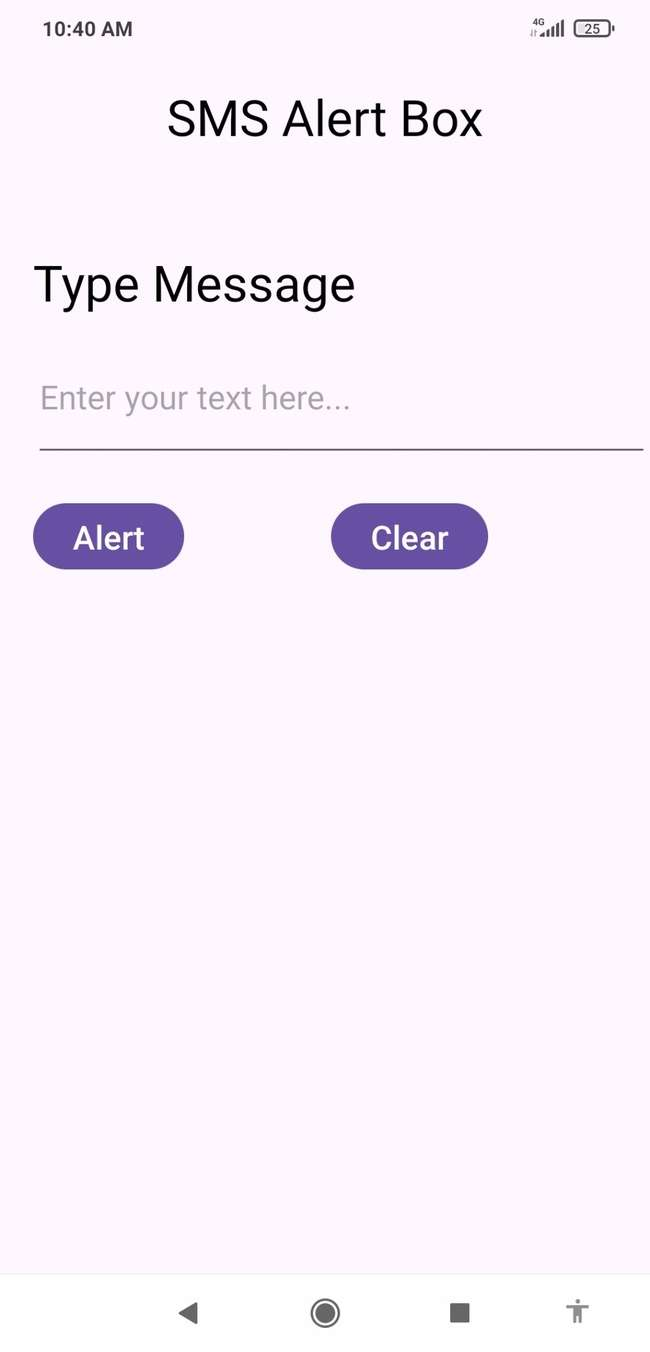 10:40 AM
4G
25
SMS Alert Box
Type Message
Enter your text here...
Alert
Clear